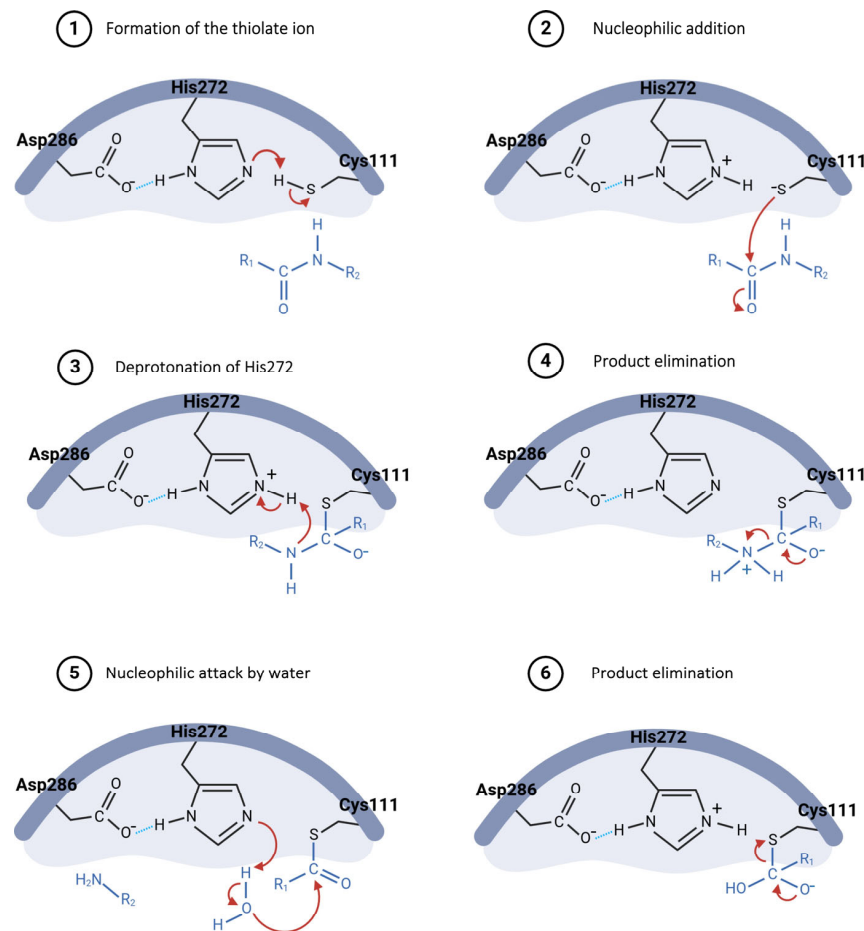 1 Formation of the thiolate ion
His272
Asp286
Cys111
O
C
O-
H
N
N
H
S
H
R1
C
N
R2
O
2 Nucleophilic addition
His272
Asp286
Cys111
O
C
O-
H
N
N
+
H
-S
H
R1
C
N
R2
O
3 Deprotonation of His272
His272
Asp286
Cys111
O
C
O-
H
N
N
+
H
S
R1
R2
N
C
O-
H
4 Product elimination
His272
Asp286
Cys111
O
C
O-
H
N
N
S
R1
R2
N
C
O-
H
+
H
5 Nucleophilic attack by water
His272
Asp286
Cys111
O
C
O-
H
N
N
S
H2N
R2
H
R1
C
O
O
H
6 Product elimination
HIs272
Asp286
Cys111
O
C
O-
H
N
N
+
H
S
R1
C
HO
O-